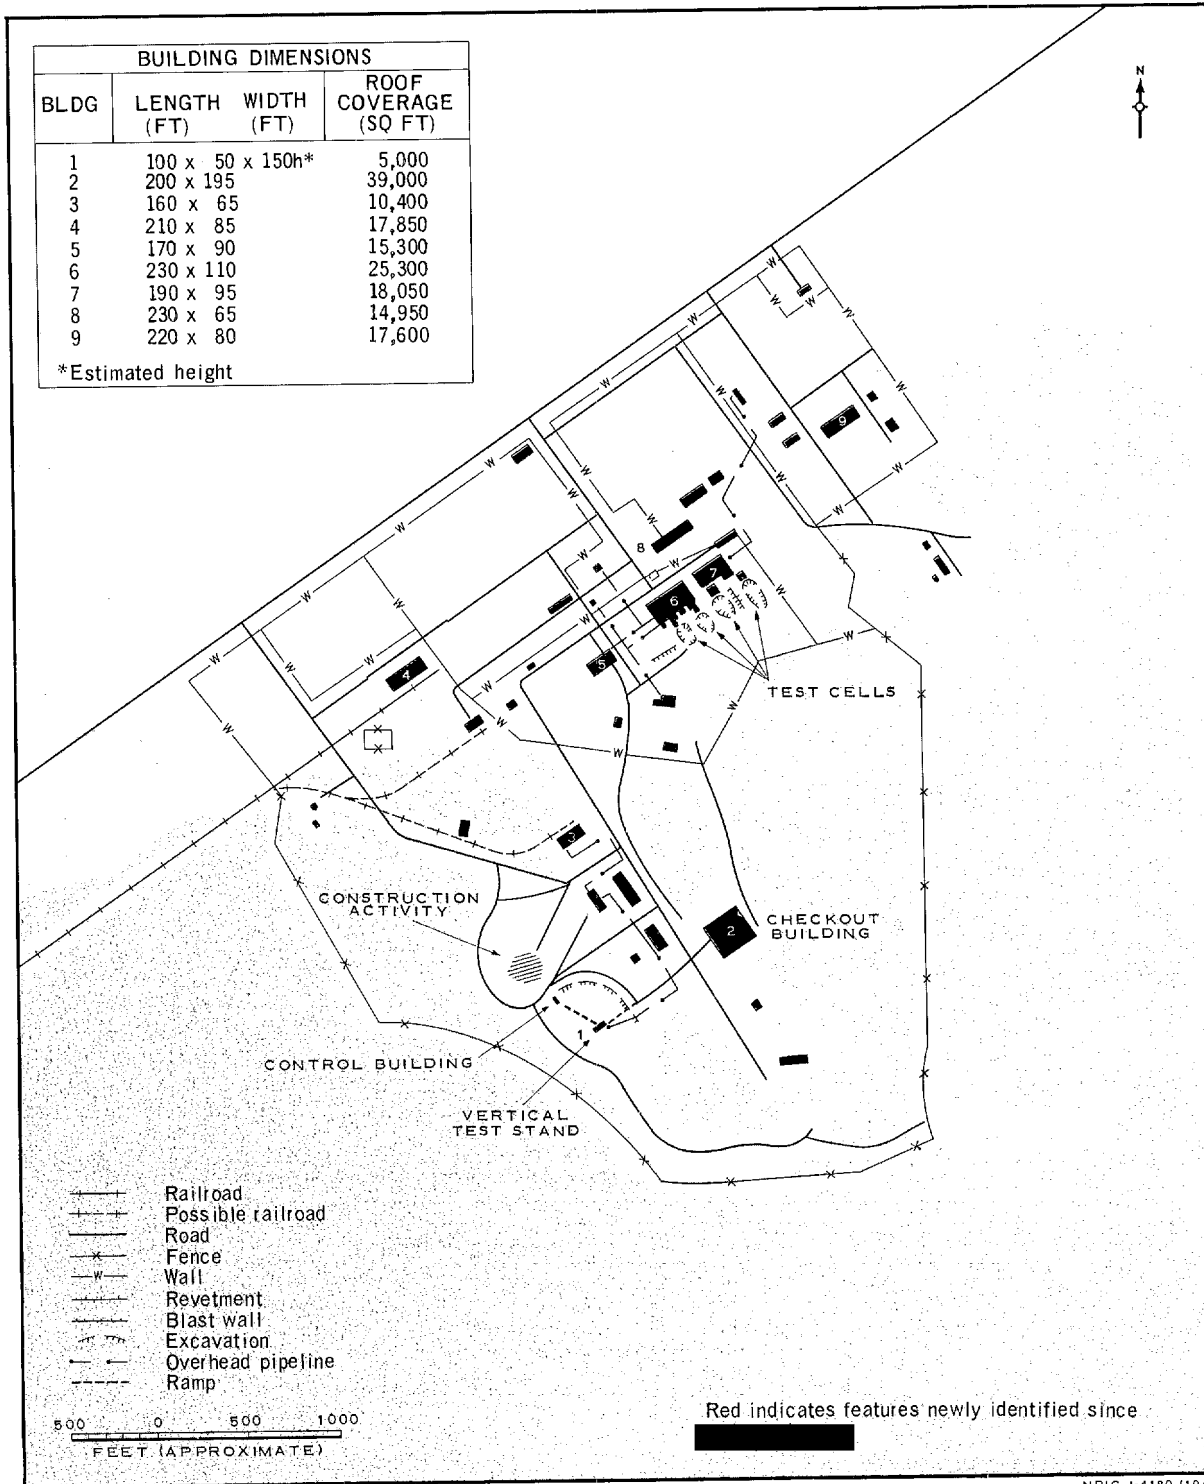 BUILDING DIMENSIONS
BLDG LENGTH (FT) WIDTH (FT) ROOF COVERAGE (SQ FT)
1 100 x 50 x 150h* 5,000
2 200 x 195 39,000
3 160 x 65 10,400
4 210 x 85 17,850
5 170 x 90 15,300
6 230 x 110 25,300
7 190 x 95 18,050
8 230 x 65 14,950
9 220 x 80 17,600
*Estimated height
N
9
8
7
6
5
4
TEST CELLS
3
CONSTRUCTION
ACTIVITY
2
CHECKOUT
BUILDING
1
CONTROL BUILDING
VERTICAL
TEST STAND
Railroad
Possible railroad
Road
Fence
W Wall
Revetment
Blast wall
Excavation
Overhead pipeline
Ramp
500 0 500 1000
FEET (APPROXIMATE)
Red indicates features newly identified since